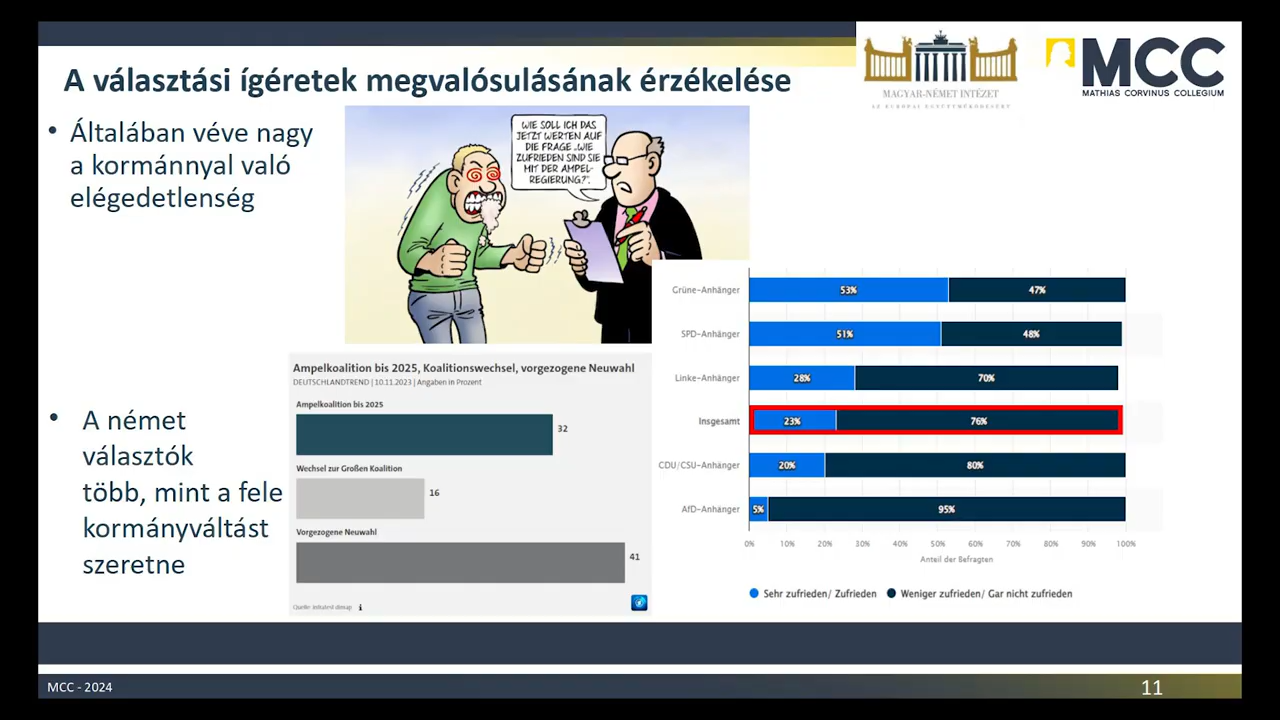 A választási ígéretek megvalósulásának érzékelése
MAGYAR-NÉMET INTÉZET
AZ EURÓPAI EGYÜTTMŰKÖDÉSÉRT
MCC
MATHIAS CORVINUS COLLEGIUM
• Általában véve nagy
a kormánnyal való
elégedetlenség
WIE SOLL ICH DAS
JETZT WERTEN AUF
DIE FRAGE „WIE
ZUFRIEDEN SIND SIE
MIT DER AMPEL-
REGIERUNG?“.
Grüne-Anhänger 53% 47%
SPD-Anhänger 51% 48%
Linke-Anhänger 28% 70%
Insgesamt 23% 76%
CDU/CSU-Anhänger 20% 80%
AfD-Anhänger 5% 95%
0% 10% 20% 30% 40% 50% 60% 70% 80% 90% 100%
Anteil der Befragten
Sehr zufrieden/ Zufrieden Weniger zufrieden/ Gar nicht zufrieden
• A német
választók
több, mint a fele
kormányváltást
szeretne
Ampelkoalition bis 2025, Koalitionswechsel, vorgezogene Neuwahl
DEUTSCHLANDTREND | 10.11.2023 | Angaben in Prozent
Ampelkoalition bis 2025
32
Wechsel zur Großen Koalition
16
Vorgezogene Neuwahl
41
Quelle: Infratest dimap i
MCC - 2024
11